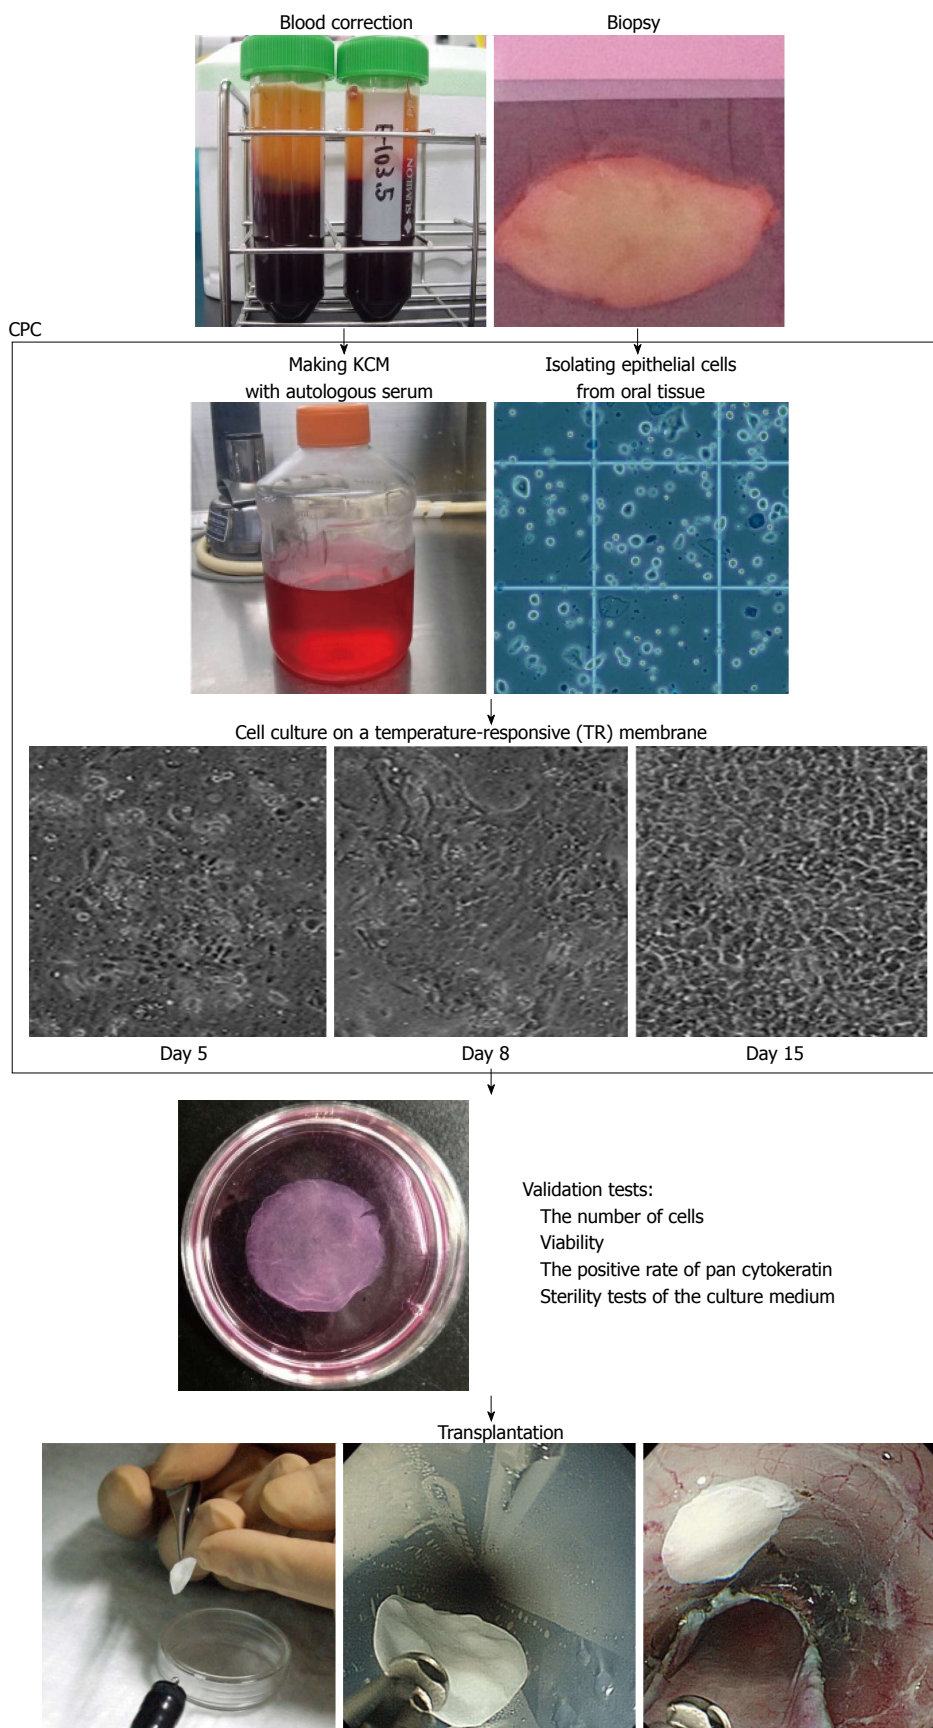 Blood correction
Biopsy
E-103.5
SUMILON
CPC
Making KCM
with autologous serum
Isolating epithelial cells
from oral tissue
Cell culture on a temperature-responsive (TR) membrane
Day 5
Day 8
Day 15
Validation tests:
The number of cells
Viability
The positive rate of pan cytokeratin
Sterility tests of the culture medium
Transplantation